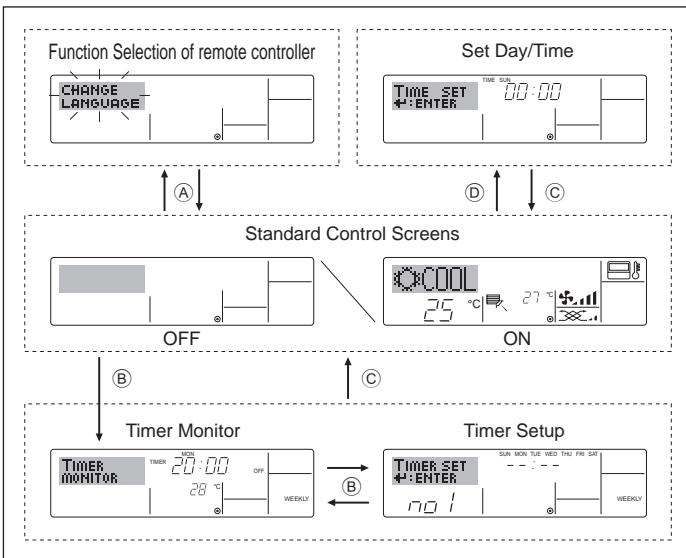 Function Selection of remote controller
CHANGE
LANGUAGE
Set Day/Time
TIME SUN
TIME SET
↵:ENTER
00:00
Ⓐ
Ⓓ
Ⓒ
Standard Control Screens
COOL
25 °C
27 °C
OFF
ON
Ⓑ
Ⓒ
Timer Monitor
TIMER
MONITOR
TIMER
MON
20:00
OFF
28 °C
WEEKLY
Ⓑ
Timer Setup
SUN MON TUE WED THU FRI SAT
TIMER SET
↵:ENTER
--:--
no 1
WEEKLY